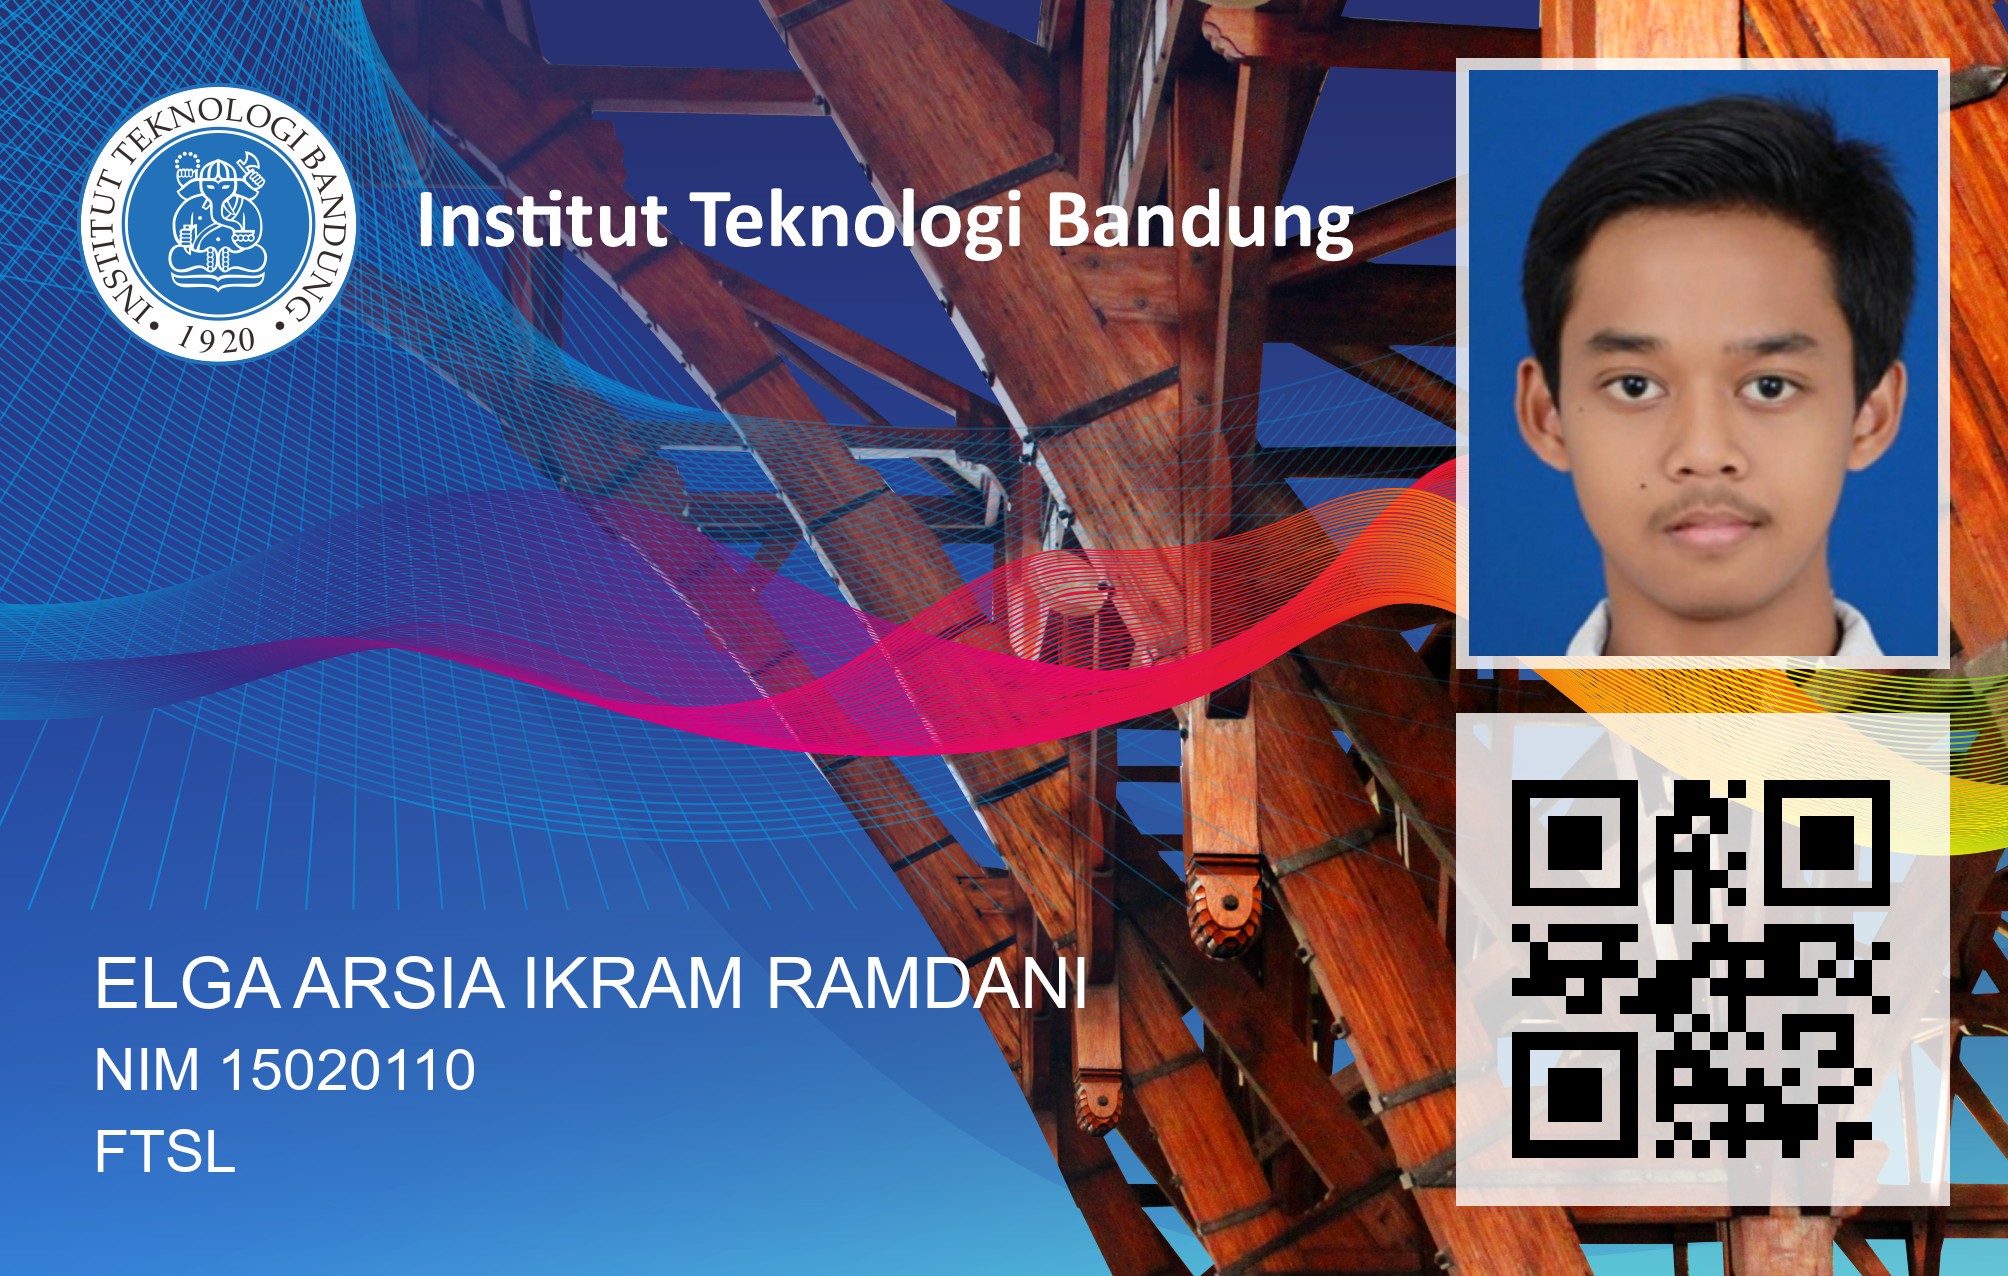 INSTITUT TEKNOLOGI BANDUNG
• 1920 •
Institut Teknologi Bandung
ELGA ARSIA IKRAM RAMDANI
NIM 15020110
FTSL